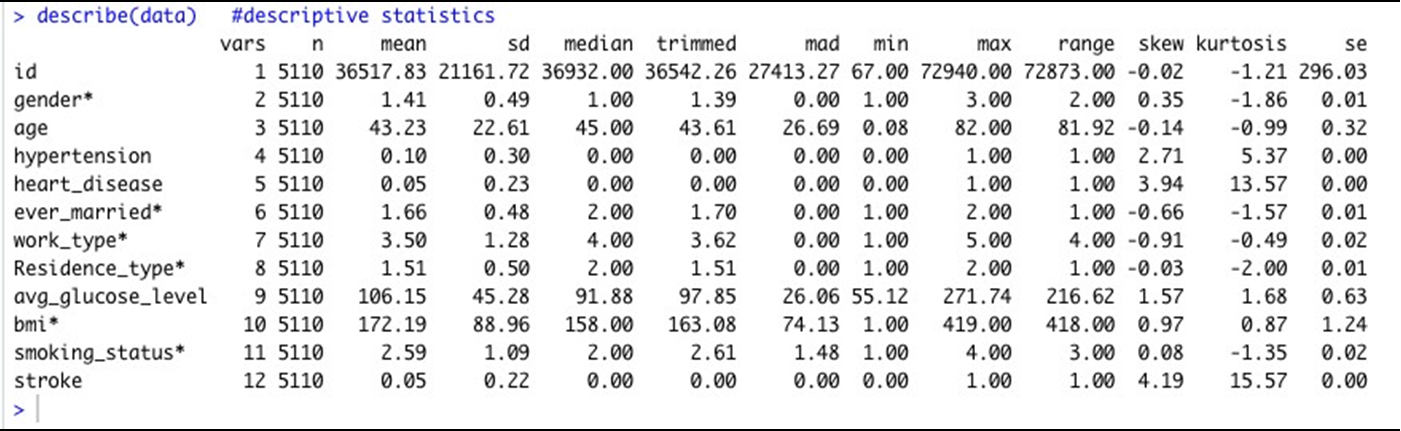 > describe(data)   #descriptive statistics
vars n mean sd median trimmed mad min max range skew kurtosis se
id 1 5110 36517.83 21161.72 36932.00 36542.26 27413.27 67.00 72940.00 72873.00 -0.02 -1.21 296.03
gender* 2 5110 1.41 0.49 1.00 1.39 0.00 1.00 3.00 2.00 0.35 -1.86 0.01
age 3 5110 43.23 22.61 45.00 43.61 26.69 0.08 82.00 81.92 -0.14 -0.99 0.32
hypertension 4 5110 0.10 0.30 0.00 0.00 0.00 0.00 1.00 1.00 2.71 5.37 0.00
heart_disease 5 5110 0.05 0.23 0.00 0.00 0.00 0.00 1.00 1.00 3.94 13.57 0.00
ever_married* 6 5110 1.66 0.48 2.00 1.70 0.00 1.00 2.00 1.00 -0.66 -1.57 0.01
work_type* 7 5110 3.50 1.28 4.00 3.62 0.00 1.00 5.00 4.00 -0.91 -0.49 0.02
Residence_type* 8 5110 1.51 0.50 2.00 1.51 0.00 1.00 2.00 1.00 -0.03 -2.00 0.01
avg_glucose_level 9 5110 106.15 45.28 91.88 97.85 26.06 55.12 271.74 216.62 1.57 1.68 0.63
bmi* 10 5110 172.19 88.96 158.00 163.08 74.13 1.00 419.00 418.00 0.97 0.87 1.24
smoking_status* 11 5110 2.59 1.09 2.00 2.61 1.48 1.00 4.00 3.00 0.08 -1.35 0.02
stroke 12 5110 0.05 0.22 0.00 0.00 0.00 0.00 1.00 1.00 4.19 15.57 0.00
>